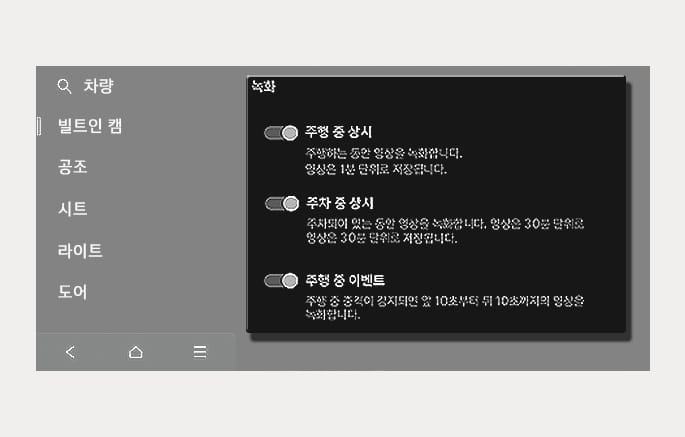 차량
빌트인 캠
공조
시트
라이트
도어
녹화
주행 중 상시
주행하는 동안 영상을 녹화합니다.
영상은 1분 단위로 저장됩니다.
주차 중 상시
주차되어 있는 동안 영상을 녹화합니다. 영상은 30분 단위로
영상은 30분 단위로 저장됩니다.
주행 중 이벤트
주행 중 충격이 감지되면 앞 10초부터 뒤 10초까지의 영상을
녹화합니다.